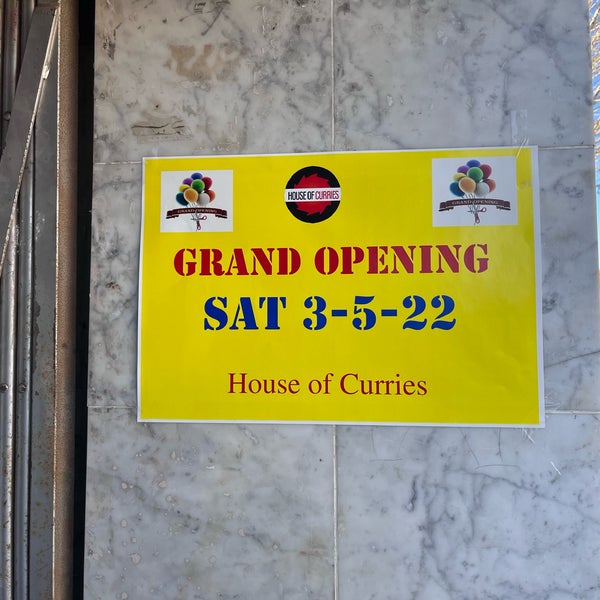 GRAND OPENING
HOUSE OF CURRIES
GRAND OPENING
GRAND OPENING
SAT 3-5-22
House of Curries